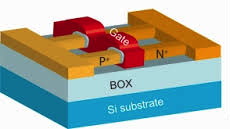 Gate
P⁺ N⁺
BOX
Si substrate